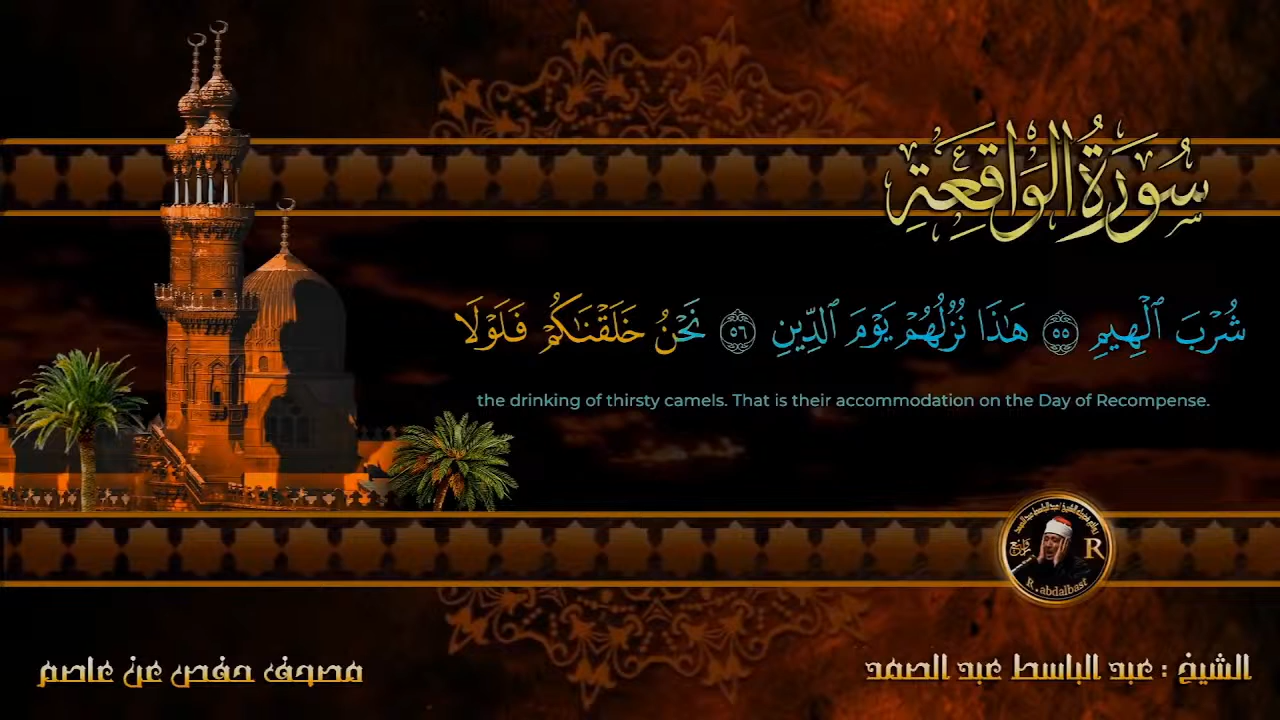 سُورَةُ الوَاقِعَةِ
شُرْبَ ٱلْهِيمِ ٥٥ هَٰذَا نُزُلُهُمْ يَوْمَ ٱلدِّينِ ٥٦ نَحْنُ خَلَقْنَٰكُمْ فَلَوْلَا
the drinking of thirsty camels. That is their accommodation on the Day of Recompense.
R
R.abdalbast
الشيخ : عبد الباسط عبد الصمد
مصحف حفص عن عاصم